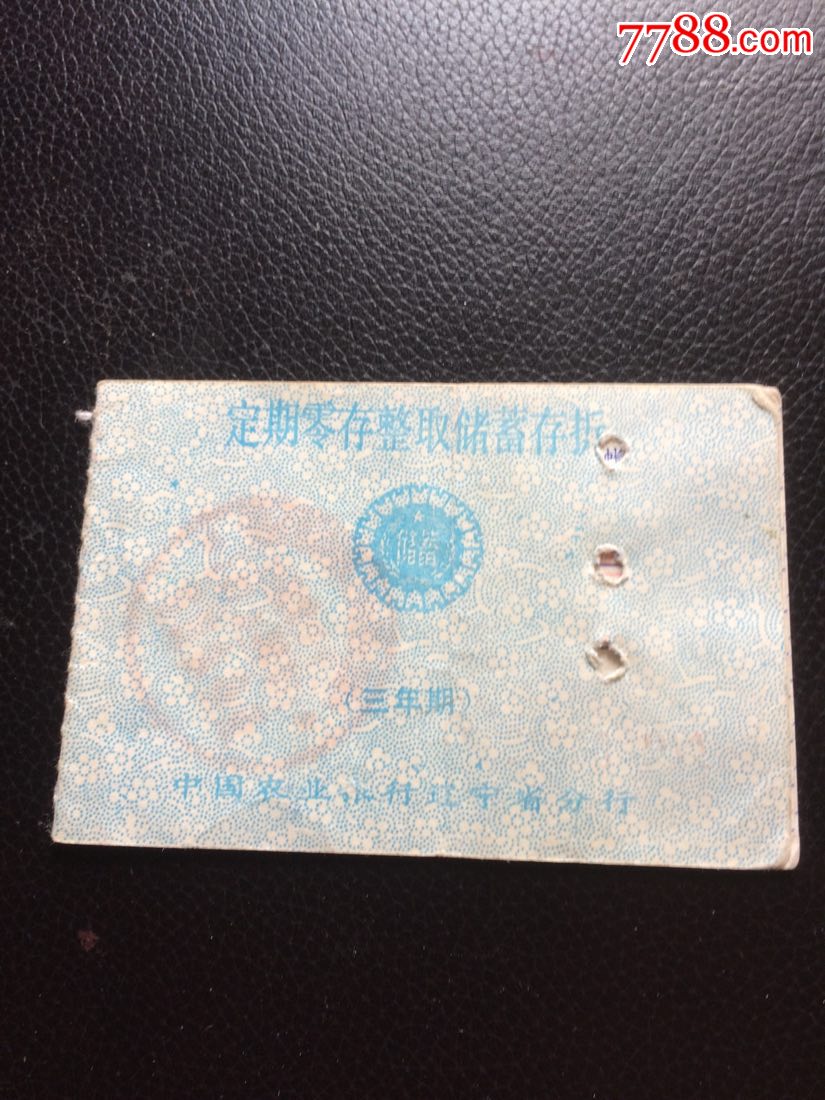 7788.com
定期零存整取储蓄存折
储蓄
（三年期）
中国农业银行辽宁省分行